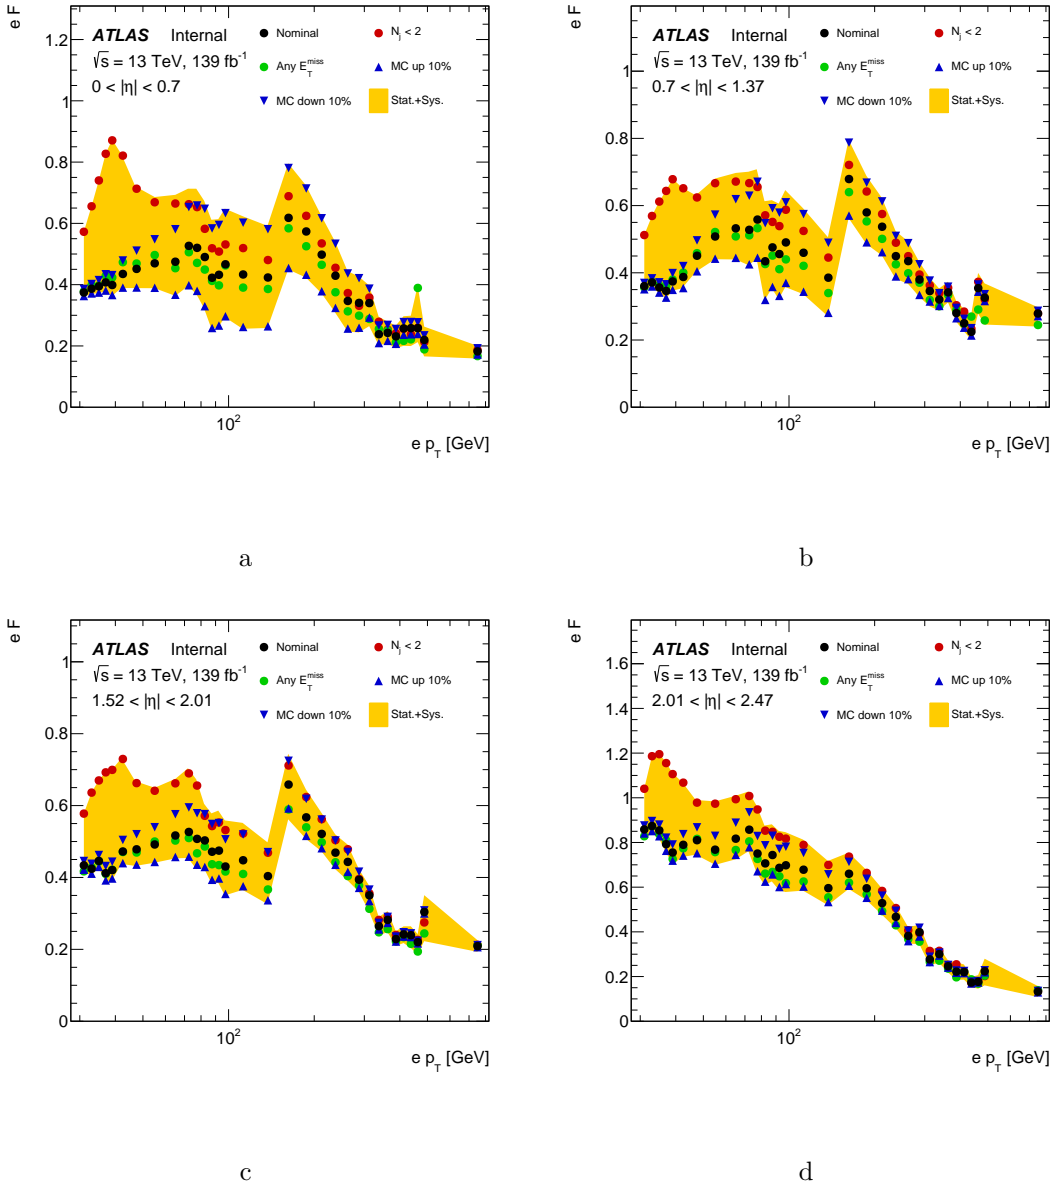 e F
ATLAS Internal
√s = 13 TeV, 139 fb⁻¹
0 < |η| < 0.7
Nominal
N_j < 2
Any E_T^miss
MC up 10%
MC down 10%
Stat.+Sys.
1.2
1
0.8
0.6
0.4
0.2
0
10²
e p_T [GeV]
a
e F
ATLAS Internal
√s = 13 TeV, 139 fb⁻¹
0.7 < |η| < 1.37
Nominal
N_j < 2
Any E_T^miss
MC up 10%
MC down 10%
Stat.+Sys.
1
0.8
0.6
0.4
0.2
0
10²
e p_T [GeV]
b
e F
ATLAS Internal
√s = 13 TeV, 139 fb⁻¹
1.52 < |η| < 2.01
Nominal
N_j < 2
Any E_T^miss
MC up 10%
MC down 10%
Stat.+Sys.
1
0.8
0.6
0.4
0.2
0
10²
e p_T [GeV]
c
e F
ATLAS Internal
√s = 13 TeV, 139 fb⁻¹
2.01 < |η| < 2.47
Nominal
N_j < 2
Any E_T^miss
MC up 10%
MC down 10%
Stat.+Sys.
1.6
1.4
1.2
1
0.8
0.6
0.4
0.2
0
10²
e p_T [GeV]
d